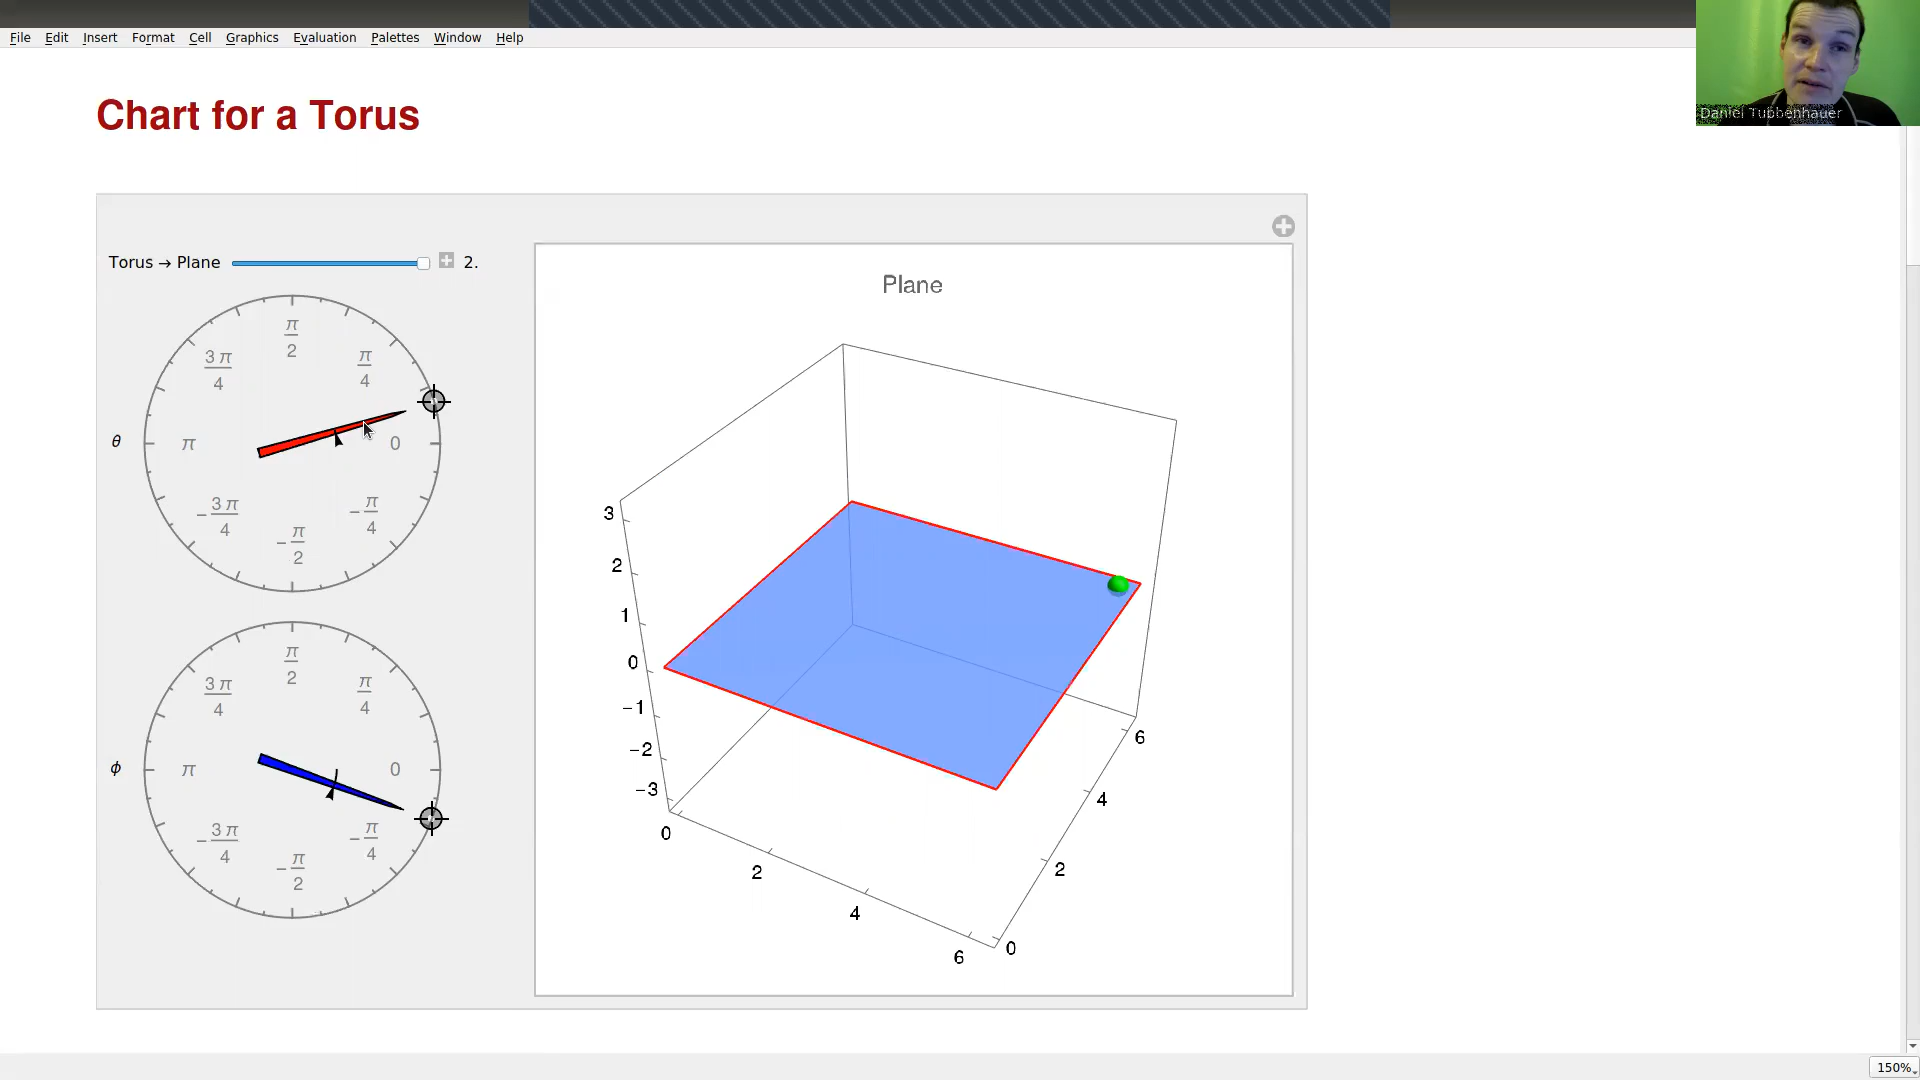 File Edit Insert Format Cell Graphics Evaluation Palettes Window Help
Daniel Tubbenhauer
Chart for a Torus
Torus → Plane 2.
Plane
π/2
3π/4 π/4
θ π 0
-3π/4 -π/4
-π/2
π/2
3π/4 π/4
ϕ π 0
-3π/4 -π/4
-π/2
3
2
1
0
-1
-2
-3
0
2
4
6
0
2
4
6
150%